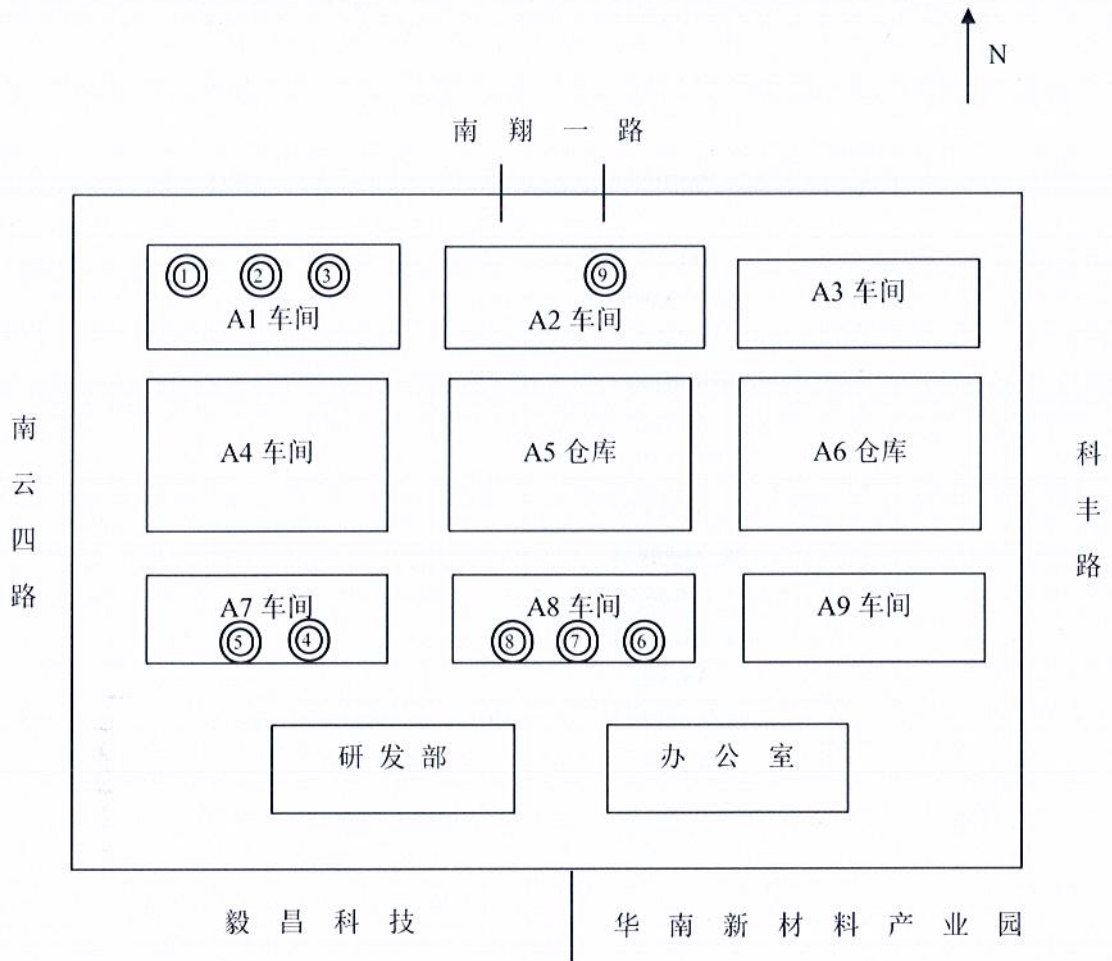 N
南翔一路
① ② ③
A1 车间
⑨
A2 车间
A3 车间
南云四路
A4 车间
A5 仓库
A6 仓库
科丰路
A7 车间
⑤ ④
A8 车间
⑧ ⑦ ⑥
A9 车间
研发部
办公室
毅昌科技
华南新材料产业园